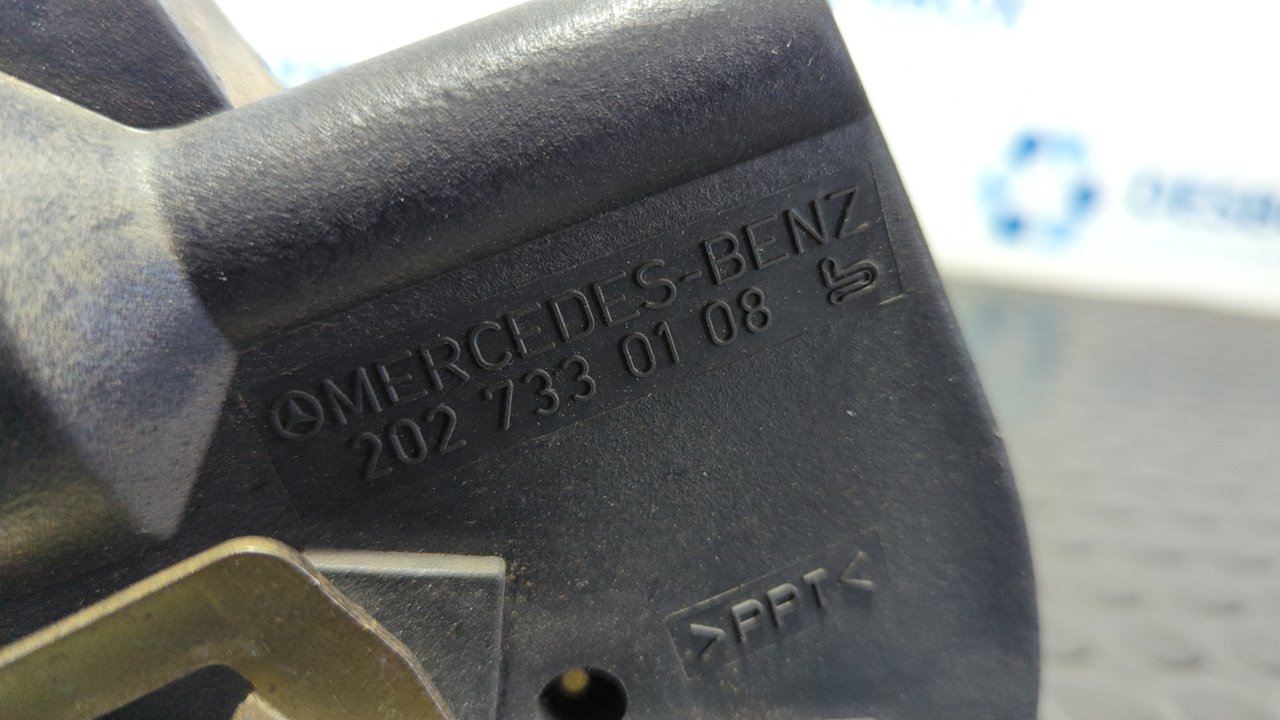 MERCEDES-BENZ
202 733 01 08
>PPT<